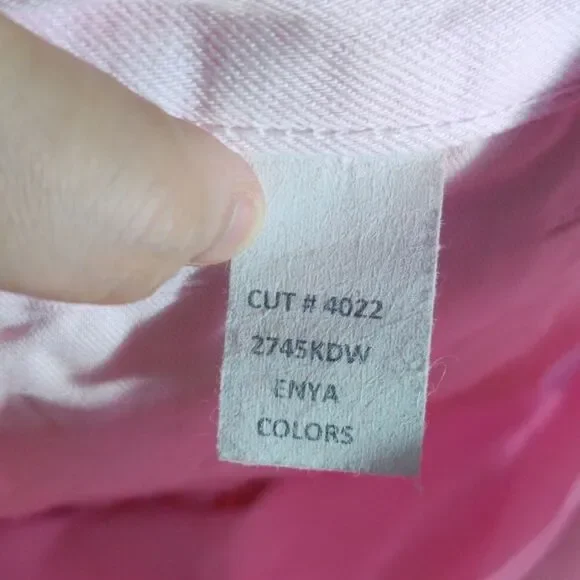 CUT # 4022
2745KDW
ENYA
COLORS